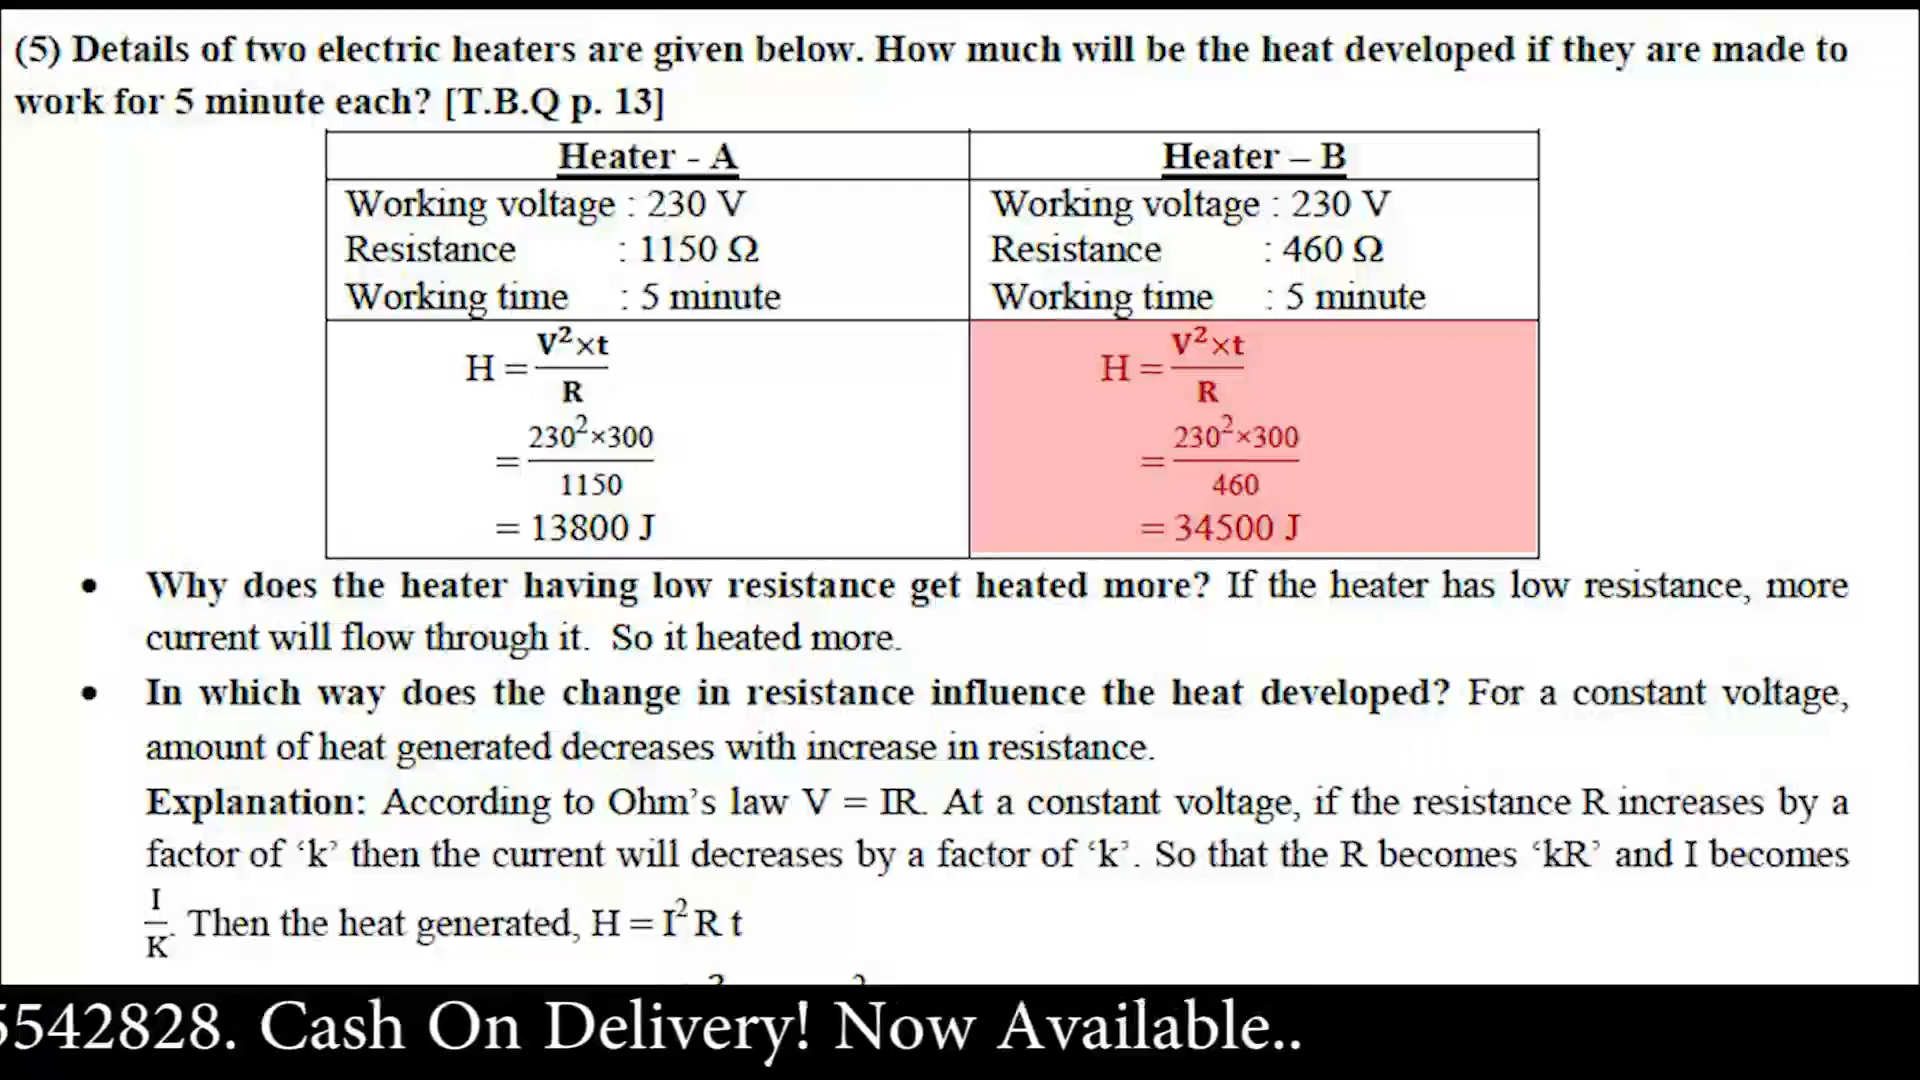 (5) Details of two electric heaters are given below. How much will be the heat developed if they are made to
work for 5 minute each? [T.B.Q p. 13]
Heater - A
Heater – B
Working voltage : 230 V
Resistance : 1150 Ω
Working time : 5 minute
Working voltage : 230 V
Resistance : 460 Ω
Working time : 5 minute
H = V²×t / R
= 230²×300 / 1150
= 13800 J
H = V²×t / R
= 230²×300 / 460
= 34500 J
• Why does the heater having low resistance get heated more? If the heater has low resistance, more
current will flow through it. So it heated more.
• In which way does the change in resistance influence the heat developed? For a constant voltage,
amount of heat generated decreases with increase in resistance.
Explanation: According to Ohm’s law V = IR. At a constant voltage, if the resistance R increases by a
factor of ‘k’ then the current will decreases by a factor of ‘k’. So that the R becomes ‘kR’ and I becomes
I / K. Then the heat generated, H = I² R t
542828. Cash On Delivery! Now Available..